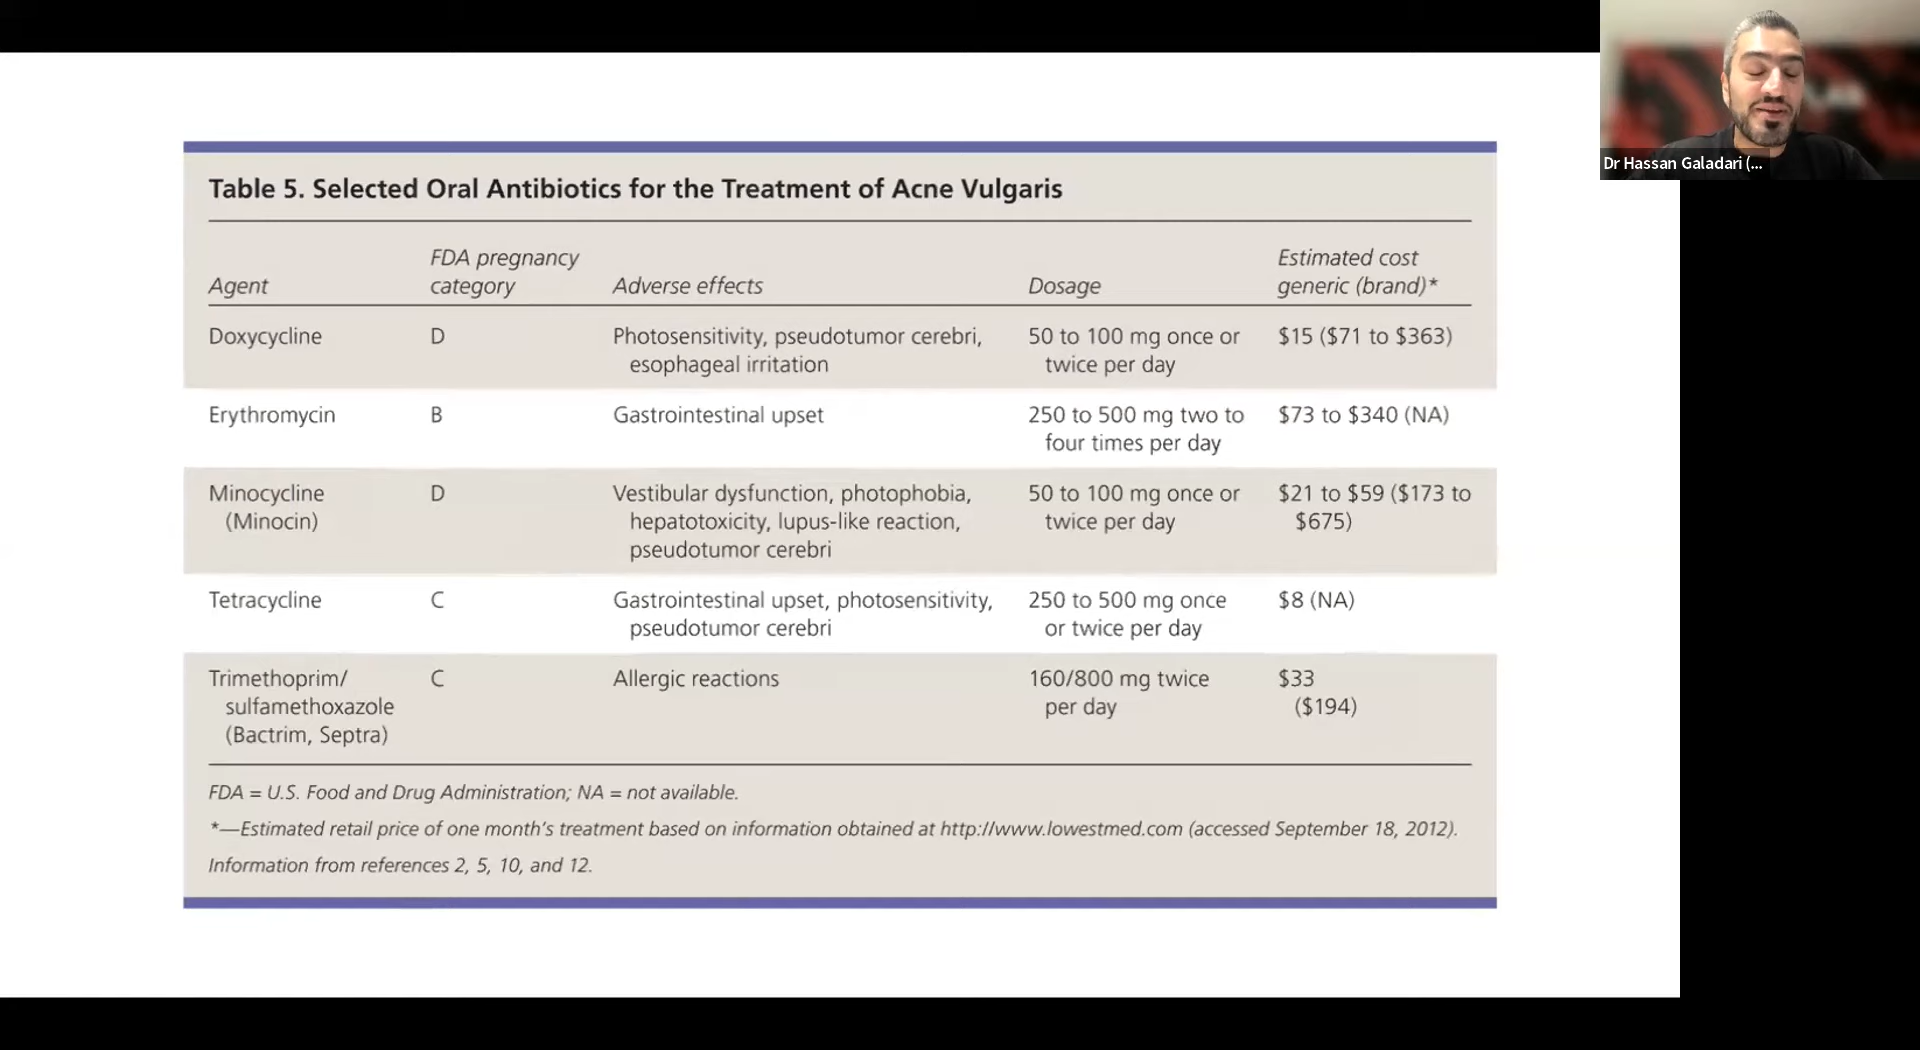 Dr Hassan Galadari (...
Table 5. Selected Oral Antibiotics for the Treatment of Acne Vulgaris
Agent FDA pregnancy category Adverse effects Dosage Estimated cost generic (brand)*
Doxycycline D Photosensitivity, pseudotumor cerebri, esophageal irritation 50 to 100 mg once or twice per day $15 ($71 to $363)
Erythromycin B Gastrointestinal upset 250 to 500 mg two to four times per day $73 to $340 (NA)
Minocycline (Minocin) D Vestibular dysfunction, photophobia, hepatotoxicity, lupus-like reaction, pseudotumor cerebri 50 to 100 mg once or twice per day $21 to $59 ($173 to $675)
Tetracycline C Gastrointestinal upset, photosensitivity, pseudotumor cerebri 250 to 500 mg once or twice per day $8 (NA)
Trimethoprim/ sulfamethoxazole (Bactrim, Septra) C Allergic reactions 160/800 mg twice per day $33 ($194)
FDA = U.S. Food and Drug Administration; NA = not available.
*—Estimated retail price of one month's treatment based on information obtained at http://www.lowestmed.com (accessed September 18, 2012).
Information from references 2, 5, 10, and 12.